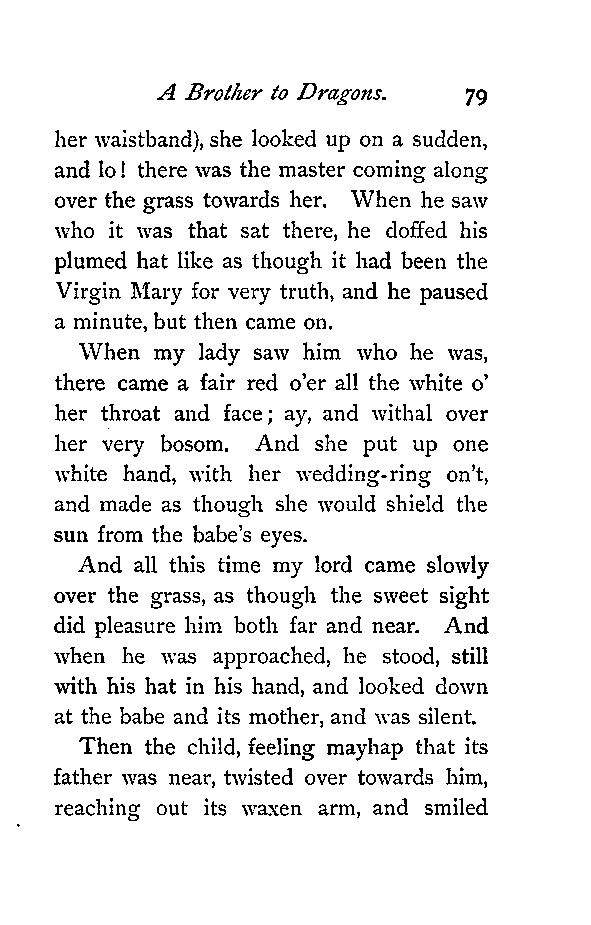 A Brother to Dragons. 79
her waistband), she looked up on a sudden,
and lo! there was the master coming along
over the grass towards her. When he saw
who it was that sat there, he doffed his
plumed hat like as though it had been the
Virgin Mary for very truth, and he paused
a minute, but then came on.
When my lady saw him who he was,
there came a fair red o'er all the white o'
her throat and face; ay, and withal over
her very bosom. And she put up one
white hand, with her wedding-ring on't,
and made as though she would shield the
sun from the babe's eyes.
And all this time my lord came slowly
over the grass, as though the sweet sight
did pleasure him both far and near. And
when he was approached, he stood, still
with his hat in his hand, and looked down
at the babe and its mother, and was silent.
Then the child, feeling mayhap that its
father was near, twisted over towards him,
reaching out its waxen arm, and smiled